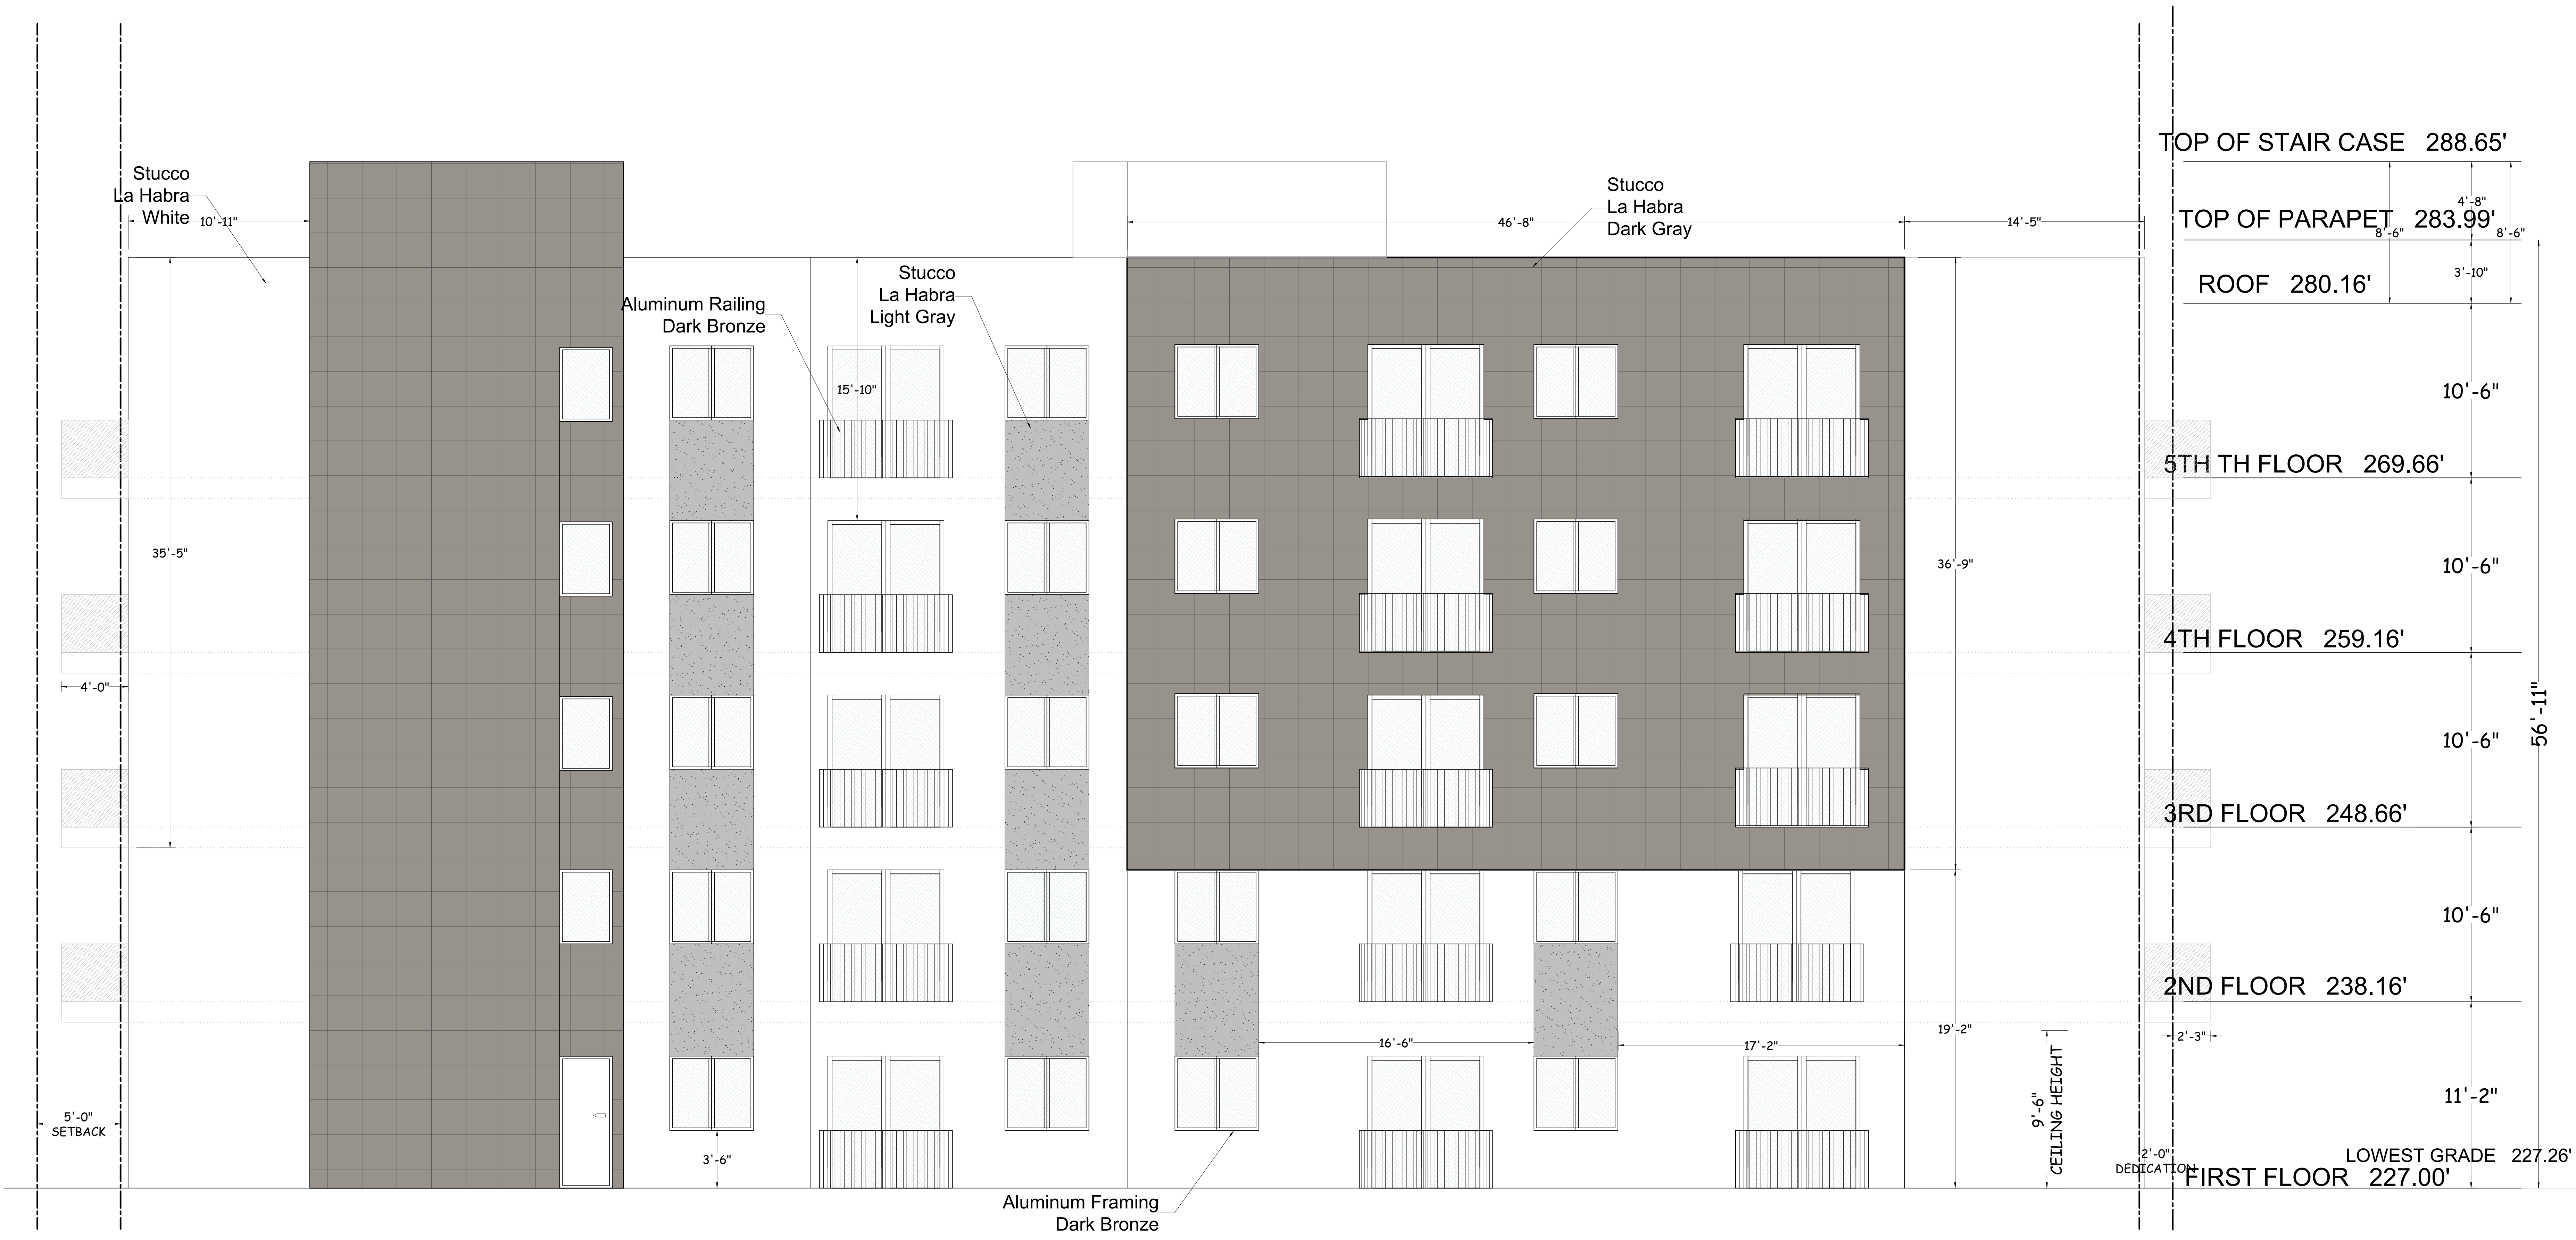 TOP OF STAIR CASE 288.65'
Stucco
La Habra
White
10'-11"
46'-8"
Stucco
La Habra
Dark Gray
14'-5"
4'-8"
TOP OF PARAPET 283.99'
8'-6"
8'-6"
3'-10"
ROOF 280.16'
Aluminum Railing
Dark Bronze
Stucco
La Habra
Light Gray
15'-10"
10'-6"
5TH TH FLOOR 269.66'
35'-5"
36'-9"
10'-6"
4TH FLOOR 259.16'
4'-0"
10'-6"
56'-11"
3RD FLOOR 248.66'
10'-6"
2ND FLOOR 238.16'
19'-2"
16'-6"
17'-2"
2'-3"
9'-6"
CEILING HEIGHT
11'-2"
5'-0"
SETBACK
3'-6"
2'-0"
DEDICATION
LOWEST GRADE 227.26'
FIRST FLOOR 227.00'
Aluminum Framing
Dark Bronze